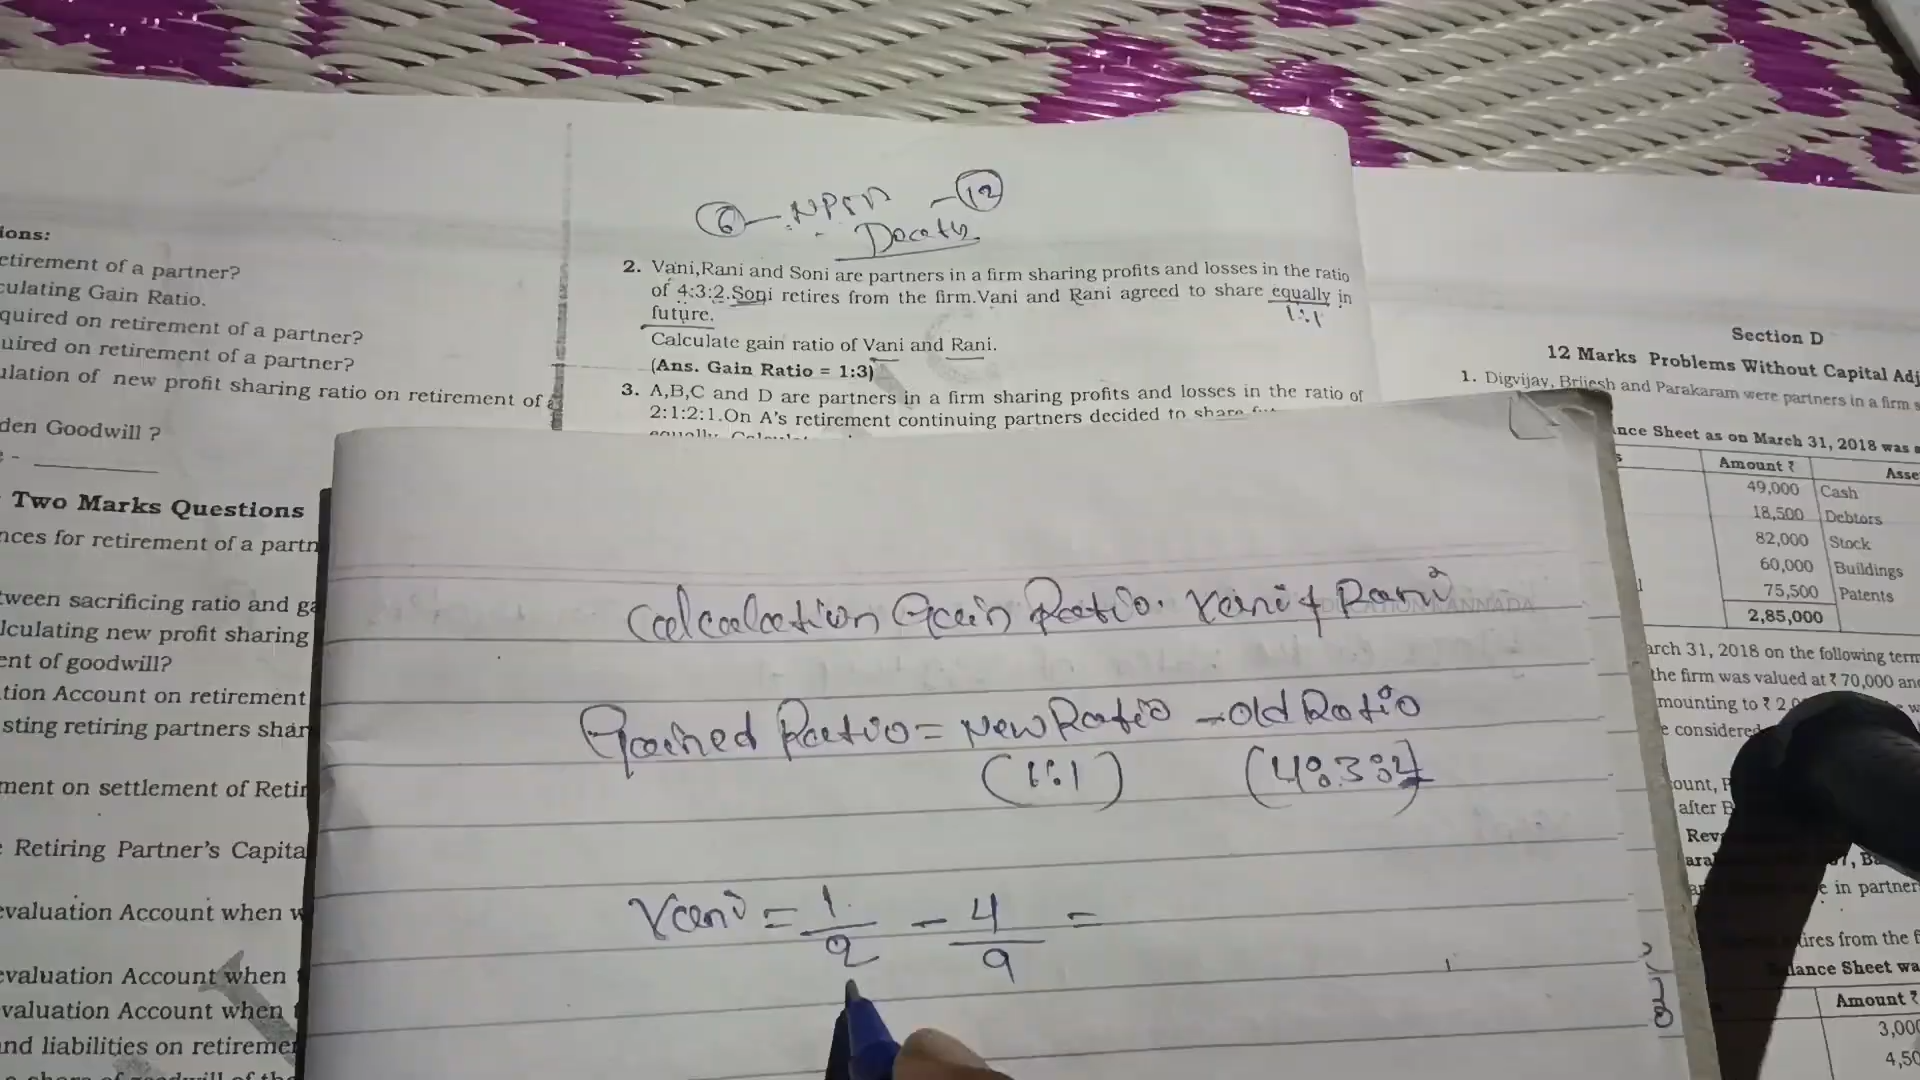 6 - NPSR - 12
Death
ions:
etirement of a partner?
culating Gain Ratio.
quired on retirement of a partner?
uired on retirement of a partner?
ulation of new profit sharing ratio on retirement of a
den Goodwill ?
Two Marks Questions
nces for retirement of a partn
tween sacrificing ratio and ga
lculating new profit sharing
ent of goodwill?
tion Account on retirement
sting retiring partners shar
ment on settlement of Retir
e Retiring Partner's Capita
evaluation Account when w
evaluation Account when
valuation Account when
nd liabilities on retiremen
2. Vani,Rani and Soni are partners in a firm sharing profits and losses in the ratio
of 4:3:2.Soni retires from the firm.Vani and Rani agreed to share equally in
future.
1:1
Calculate gain ratio of Vani and Rani.
(Ans. Gain Ratio = 1:3)
3. A,B,C and D are partners in a firm sharing profits and losses in the ratio of
2:1:2:1.On A's retirement continuing partners decided to share
equally.
Calculation Gain Ratio. Vani & Rani
Gained Ratio = New Ratio - Old Ratio
(1:1) (4:3:2)
Vani = 1/2 - 4/9 =
Section D
12 Marks Problems Without Capital Adj
1. Digvijay, Brijesh and Parakaram were partners in a firm s
nce Sheet as on March 31, 2018 was a
Amount ₹ Asse
49,000 Cash
18,500 Debtors
82,000 Stock
60,000 Buildings
75,500 Patents
2,85,000
arch 31, 2018 on the following term
the firm was valued at ₹ 70,000 and
mounting to ₹ 2,0
e considered
ount, P
after B
Rev
e in partner
ires from the f
lance Sheet wa
Amount ₹
3,000
4,50